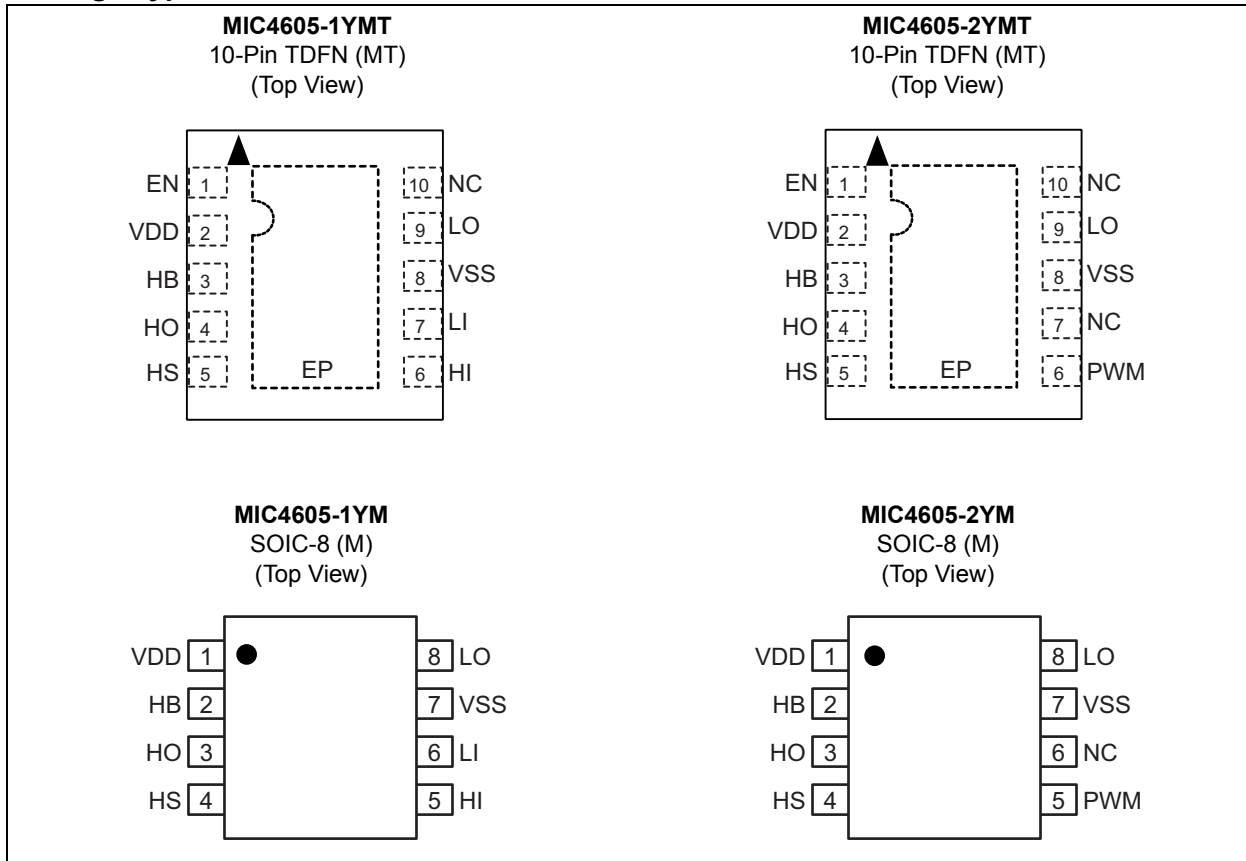 MIC4605-1YMT
10-Pin TDFN (MT)
(Top View)
EN 1 10 NC
VDD 2 9 LO
HB 3 8 VSS
HO 4 7 LI
HS 5 EP 6 HI
MIC4605-2YMT
10-Pin TDFN (MT)
(Top View)
EN 1 10 NC
VDD 2 9 LO
HB 3 8 VSS
HO 4 7 NC
HS 5 EP 6 PWM
MIC4605-1YM
SOIC-8 (M)
(Top View)
VDD 1 8 LO
HB 2 7 VSS
HO 3 6 LI
HS 4 5 HI
MIC4605-2YM
SOIC-8 (M)
(Top View)
VDD 1 8 LO
HB 2 7 VSS
HO 3 6 NC
HS 4 5 PWM